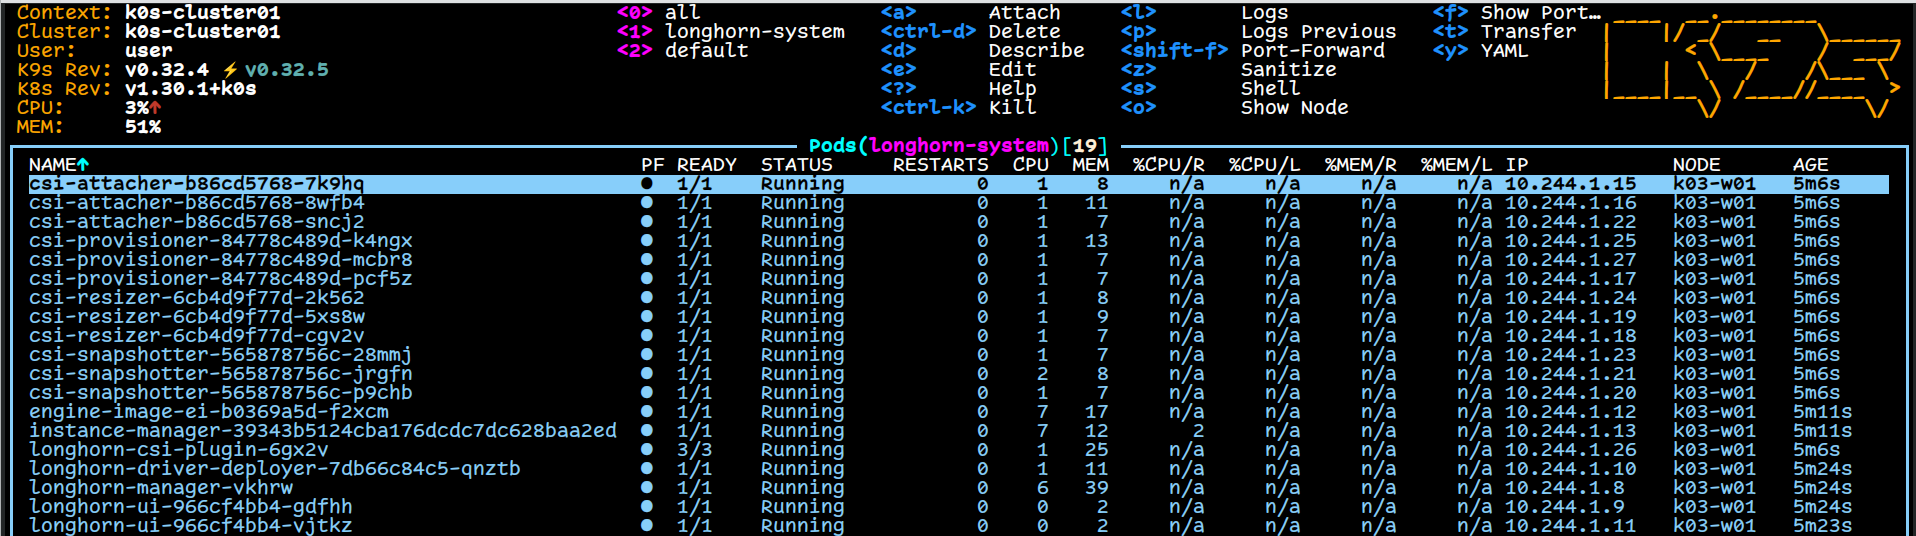 Context: k0s-cluster01 <0> all <a> Attach <l> Logs <f> Show Port…
Cluster: k0s-cluster01 <1> longhorn-system <ctrl-d> Delete <p> Logs Previous <t> Transfer
User: user <2> default <d> Describe <shift-f> Port-Forward <y> YAML
K9s Rev: v0.32.4 ⚡v0.32.5 <e> Edit <z> Sanitize
K8s Rev: v1.30.1+k0s <?> Help <s> Shell
CPU: 3%↑ <ctrl-k> Kill <o> Show Node
MEM: 51%
Pods(longhorn-system)[19]
NAME↑ PF READY STATUS RESTARTS CPU MEM %CPU/R %CPU/L %MEM/R %MEM/L IP NODE AGE
csi-attacher-b86cd5768-7k9hq ● 1/1 Running 0 1 8 n/a n/a n/a n/a 10.244.1.15 k03-w01 5m6s
csi-attacher-b86cd5768-8wfb4 ● 1/1 Running 0 1 11 n/a n/a n/a n/a 10.244.1.16 k03-w01 5m6s
csi-attacher-b86cd5768-sncj2 ● 1/1 Running 0 1 7 n/a n/a n/a n/a 10.244.1.22 k03-w01 5m6s
csi-provisioner-84778c489d-k4ngx ● 1/1 Running 0 1 13 n/a n/a n/a n/a 10.244.1.25 k03-w01 5m6s
csi-provisioner-84778c489d-mcbr8 ● 1/1 Running 0 1 7 n/a n/a n/a n/a 10.244.1.27 k03-w01 5m6s
csi-provisioner-84778c489d-pcf5z ● 1/1 Running 0 1 7 n/a n/a n/a n/a 10.244.1.17 k03-w01 5m6s
csi-resizer-6cb4d9f77d-2k562 ● 1/1 Running 0 1 8 n/a n/a n/a n/a 10.244.1.24 k03-w01 5m6s
csi-resizer-6cb4d9f77d-5xs8w ● 1/1 Running 0 1 9 n/a n/a n/a n/a 10.244.1.19 k03-w01 5m6s
csi-resizer-6cb4d9f77d-cgv2v ● 1/1 Running 0 1 7 n/a n/a n/a n/a 10.244.1.18 k03-w01 5m6s
csi-snapshotter-565878756c-28mmj ● 1/1 Running 0 1 7 n/a n/a n/a n/a 10.244.1.23 k03-w01 5m6s
csi-snapshotter-565878756c-jrgfn ● 1/1 Running 0 2 8 n/a n/a n/a n/a 10.244.1.21 k03-w01 5m6s
csi-snapshotter-565878756c-p9chb ● 1/1 Running 0 1 7 n/a n/a n/a n/a 10.244.1.20 k03-w01 5m6s
engine-image-ei-b0369a5d-f2xcm ● 1/1 Running 0 7 17 n/a n/a n/a n/a 10.244.1.12 k03-w01 5m11s
instance-manager-39343b5124cba176dcdc7dc628baa2ed ● 1/1 Running 0 7 12 2 n/a n/a n/a 10.244.1.13 k03-w01 5m11s
longhorn-csi-plugin-6gx2v ● 3/3 Running 0 1 25 n/a n/a n/a n/a 10.244.1.26 k03-w01 5m6s
longhorn-driver-deployer-7db66c84c5-qnztb ● 1/1 Running 0 1 11 n/a n/a n/a n/a 10.244.1.10 k03-w01 5m24s
longhorn-manager-vkhrw ● 1/1 Running 0 6 39 n/a n/a n/a n/a 10.244.1.8 k03-w01 5m24s
longhorn-ui-966cf4bb4-gdfhh ● 1/1 Running 0 0 2 n/a n/a n/a n/a 10.244.1.9 k03-w01 5m24s
longhorn-ui-966cf4bb4-vjtkz ● 1/1 Running 0 0 2 n/a n/a n/a n/a 10.244.1.11 k03-w01 5m23s